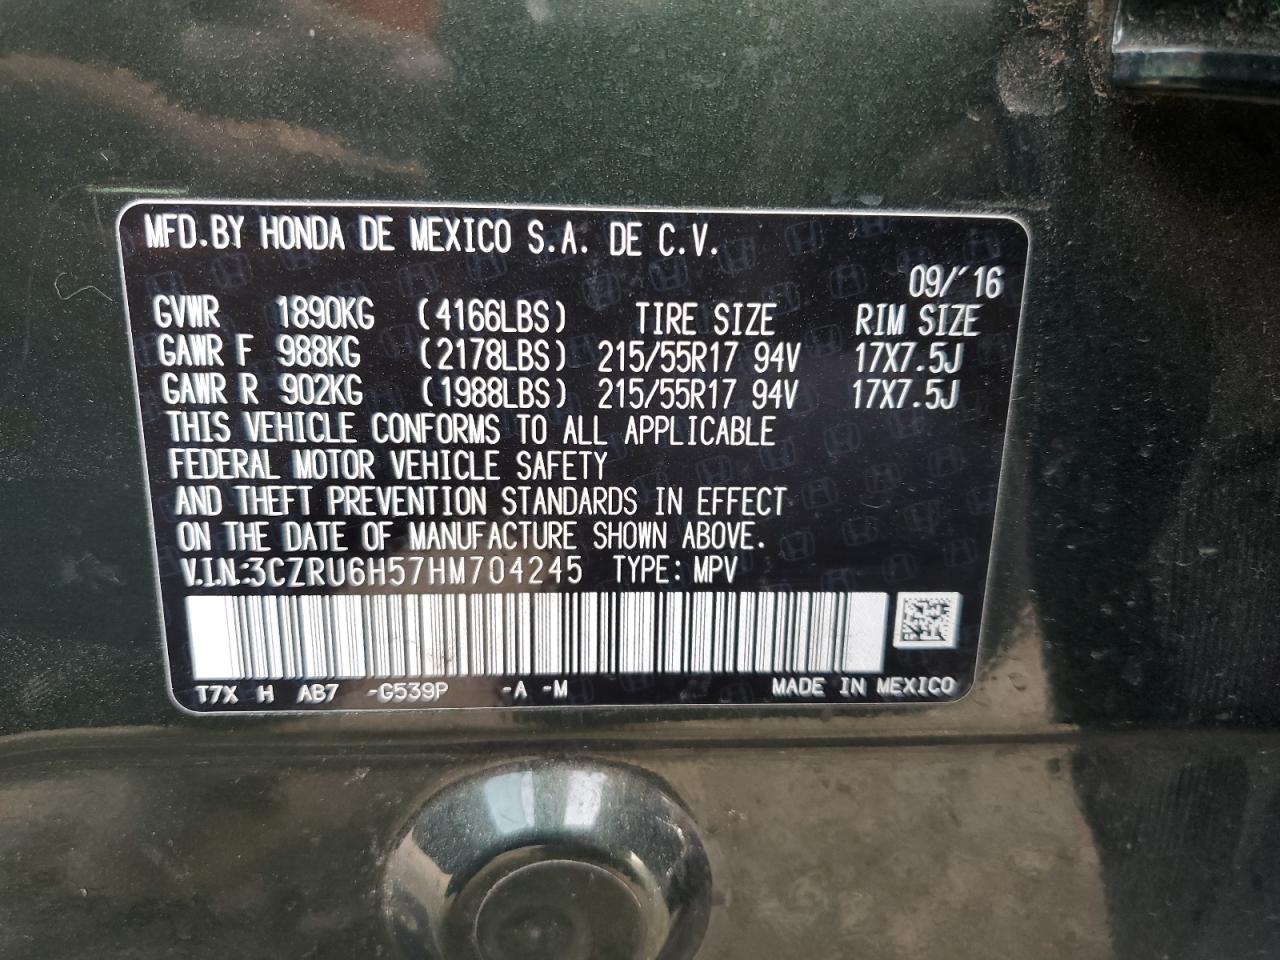 MFD.BY HONDA DE MEXICO S.A. DE C.V.
09/'16
GVWR 1890KG (4166LBS) TIRE SIZE RIM SIZE
GAWR F 988KG (2178LBS) 215/55R17 94V 17X7.5J
GAWR R 902KG (1988LBS) 215/55R17 94V 17X7.5J
THIS VEHICLE CONFORMS TO ALL APPLICABLE
FEDERAL MOTOR VEHICLE SAFETY
AND THEFT PREVENTION STANDARDS IN EFFECT
ON THE DATE OF MANUFACTURE SHOWN ABOVE.
V.I.N.:3CZRU6H57HM704245 TYPE: MPV
T7X H AB7 -G539P -A -M MADE IN MEXICO